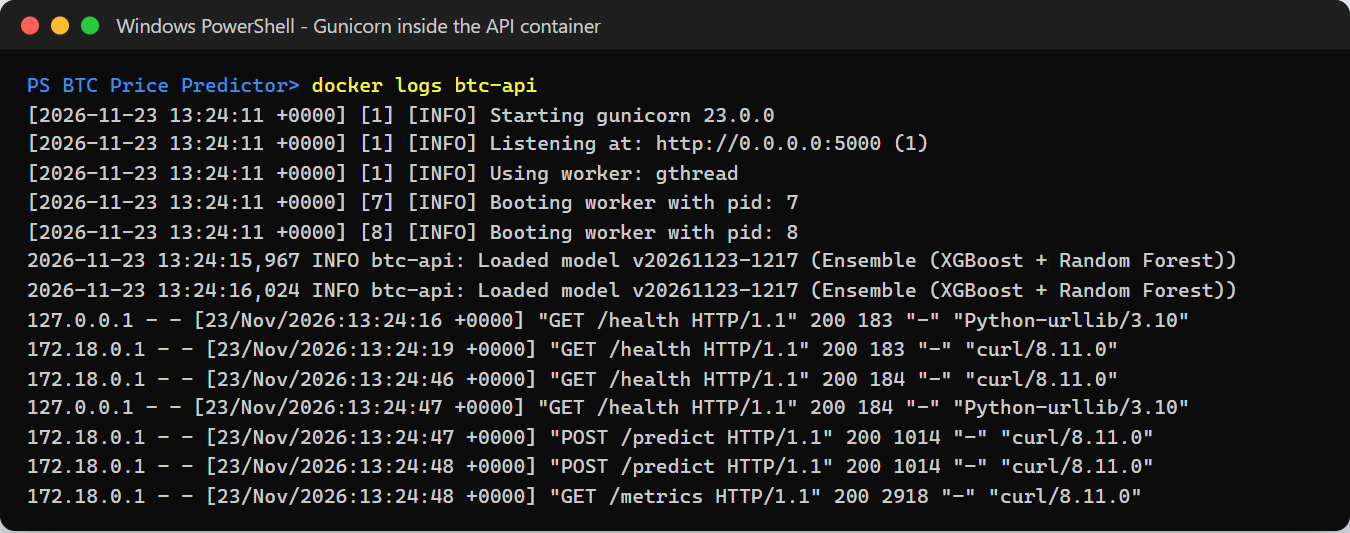 Windows PowerShell - Gunicorn inside the API container
PS BTC Price Predictor> docker logs btc-api
[2026-11-23 13:24:11 +0000] [1] [INFO] Starting gunicorn 23.0.0
[2026-11-23 13:24:11 +0000] [1] [INFO] Listening at: http://0.0.0.0:5000 (1)
[2026-11-23 13:24:11 +0000] [1] [INFO] Using worker: gthread
[2026-11-23 13:24:11 +0000] [7] [INFO] Booting worker with pid: 7
[2026-11-23 13:24:11 +0000] [8] [INFO] Booting worker with pid: 8
2026-11-23 13:24:15,967 INFO btc-api: Loaded model v20261123-1217 (Ensemble (XGBoost + Random Forest))
2026-11-23 13:24:16,024 INFO btc-api: Loaded model v20261123-1217 (Ensemble (XGBoost + Random Forest))
127.0.0.1 - - [23/Nov/2026:13:24:16 +0000] "GET /health HTTP/1.1" 200 183 "-" "Python-urllib/3.10"
172.18.0.1 - - [23/Nov/2026:13:24:19 +0000] "GET /health HTTP/1.1" 200 183 "-" "curl/8.11.0"
172.18.0.1 - - [23/Nov/2026:13:24:46 +0000] "GET /health HTTP/1.1" 200 184 "-" "curl/8.11.0"
127.0.0.1 - - [23/Nov/2026:13:24:47 +0000] "GET /health HTTP/1.1" 200 184 "-" "Python-urllib/3.10"
172.18.0.1 - - [23/Nov/2026:13:24:47 +0000] "POST /predict HTTP/1.1" 200 1014 "-" "curl/8.11.0"
172.18.0.1 - - [23/Nov/2026:13:24:48 +0000] "POST /predict HTTP/1.1" 200 1014 "-" "curl/8.11.0"
172.18.0.1 - - [23/Nov/2026:13:24:48 +0000] "GET /metrics HTTP/1.1" 200 2918 "-" "curl/8.11.0"